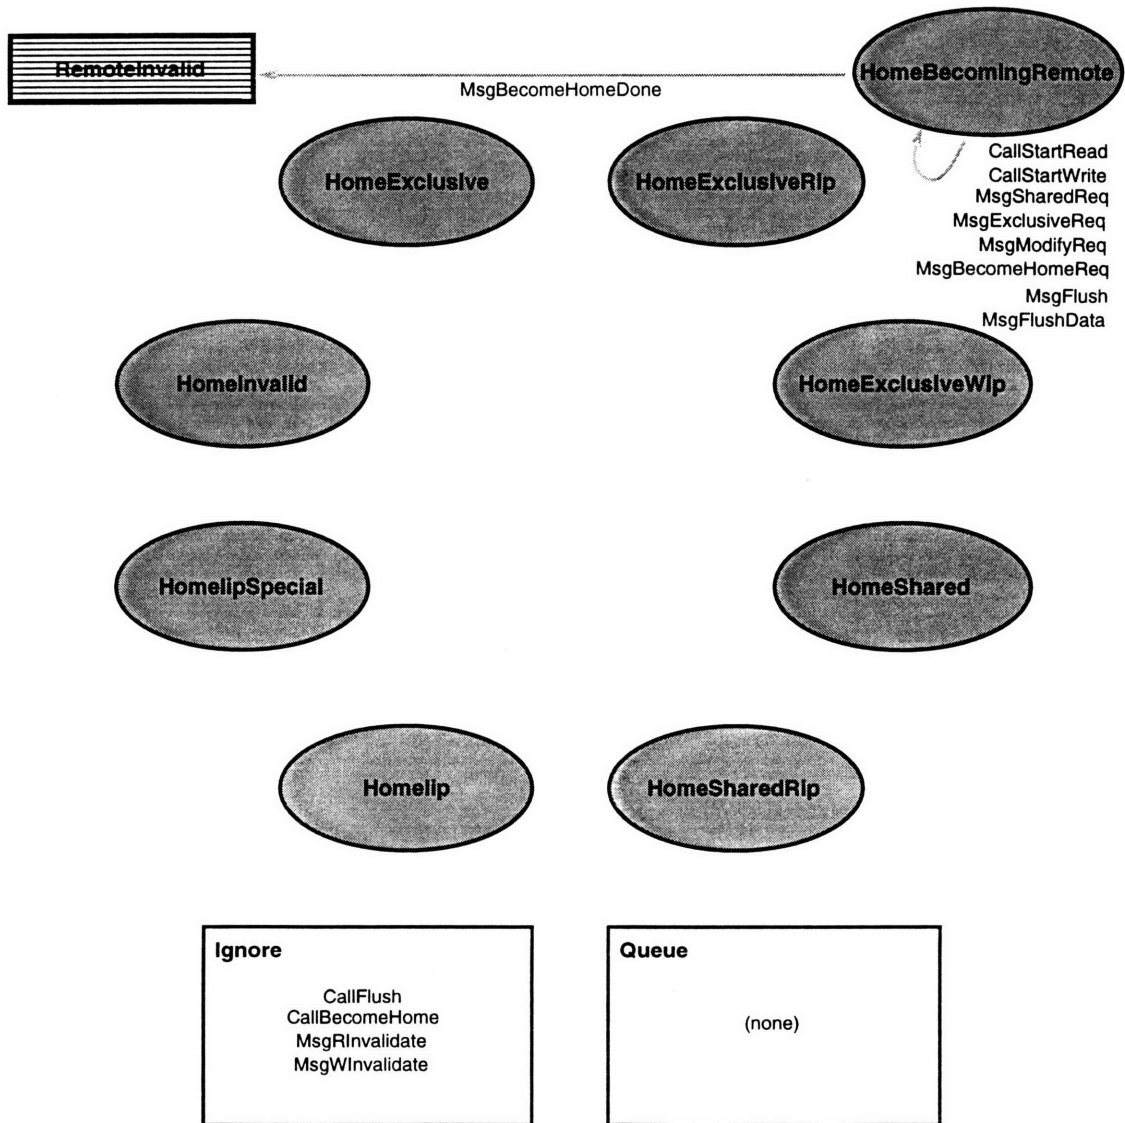 RemoteInvalid
HomeBecomingRemote
MsgBecomeHomeDone
HomeExclusive
HomeExclusiveRip
CallStartRead
CallStartWrite
MsgSharedReq
MsgExclusiveReq
MsgModifyReq
MsgBecomeHomeReq
MsgFlush
MsgFlushData
HomeInvalid
HomeExclusiveWip
HomeIipSpecial
HomeShared
HomeIip
HomeSharedRip
Ignore
CallFlush
CallBecomeHome
MsgRInvalidate
MsgWInvalidate
Queue
(none)